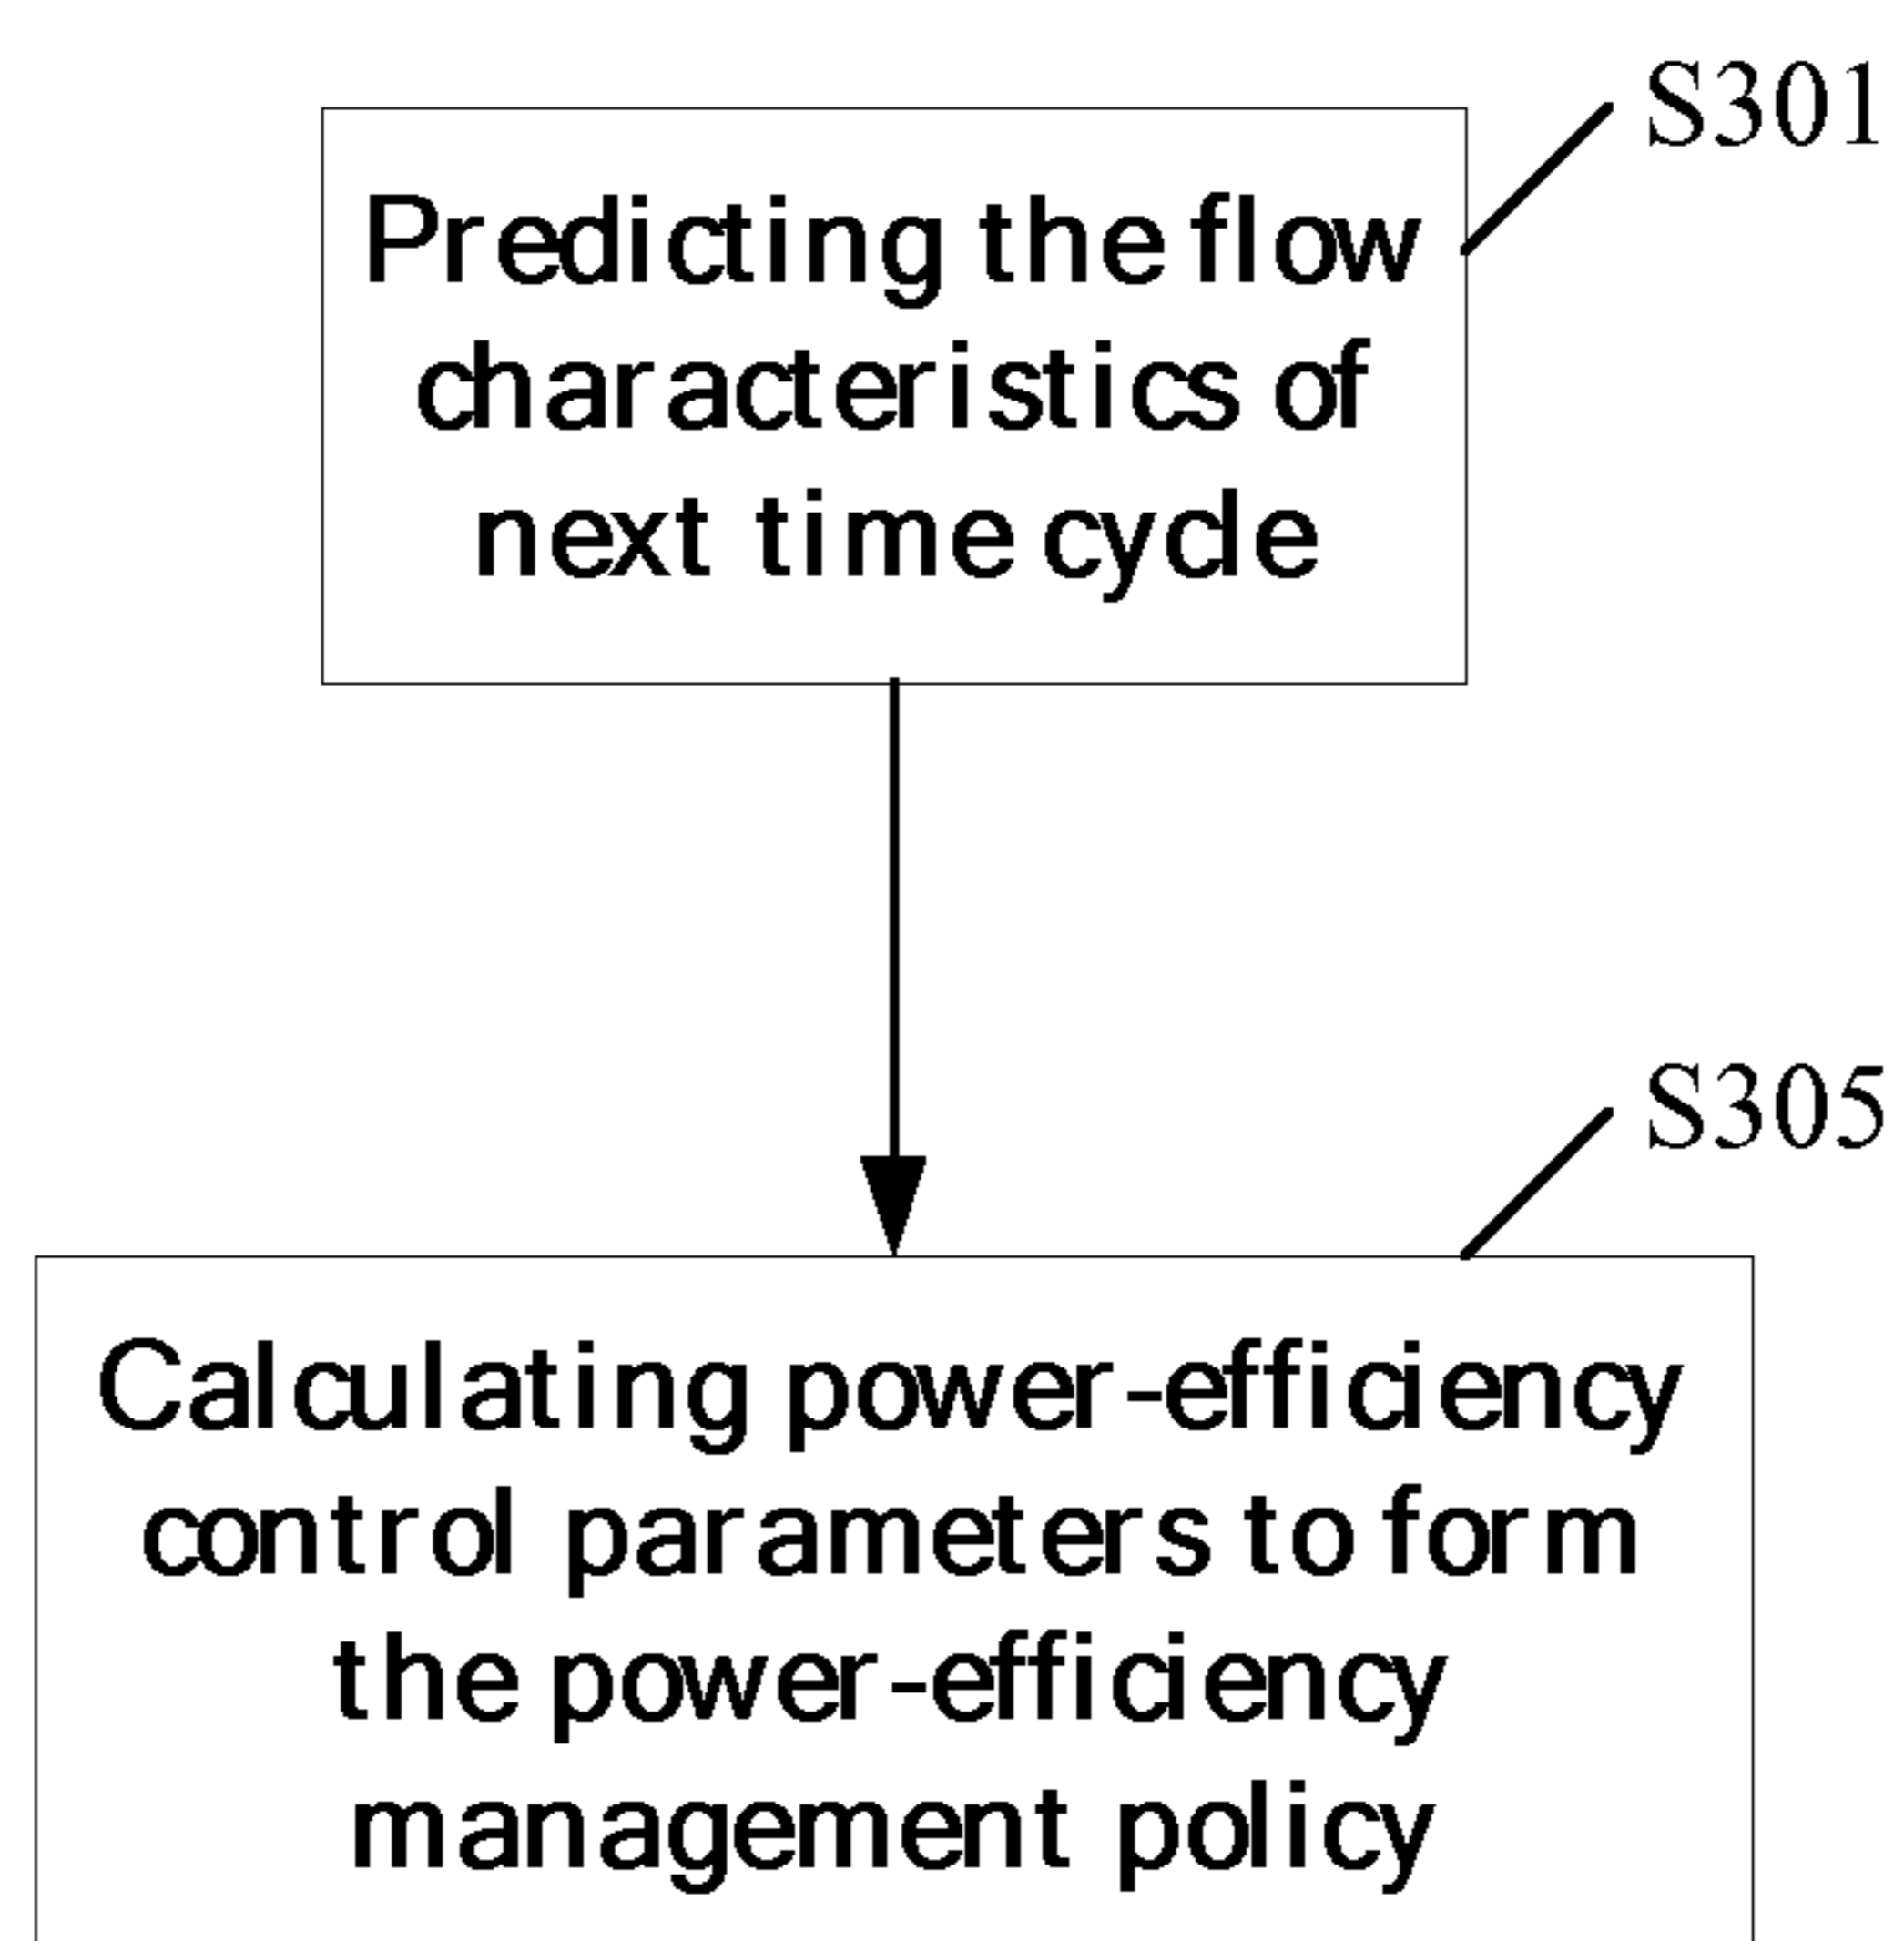 S301
Predicting the flow
characteristics of
next time cycle
S305
Calculating power-efficiency
control parameters to form
the power-efficiency
management policy